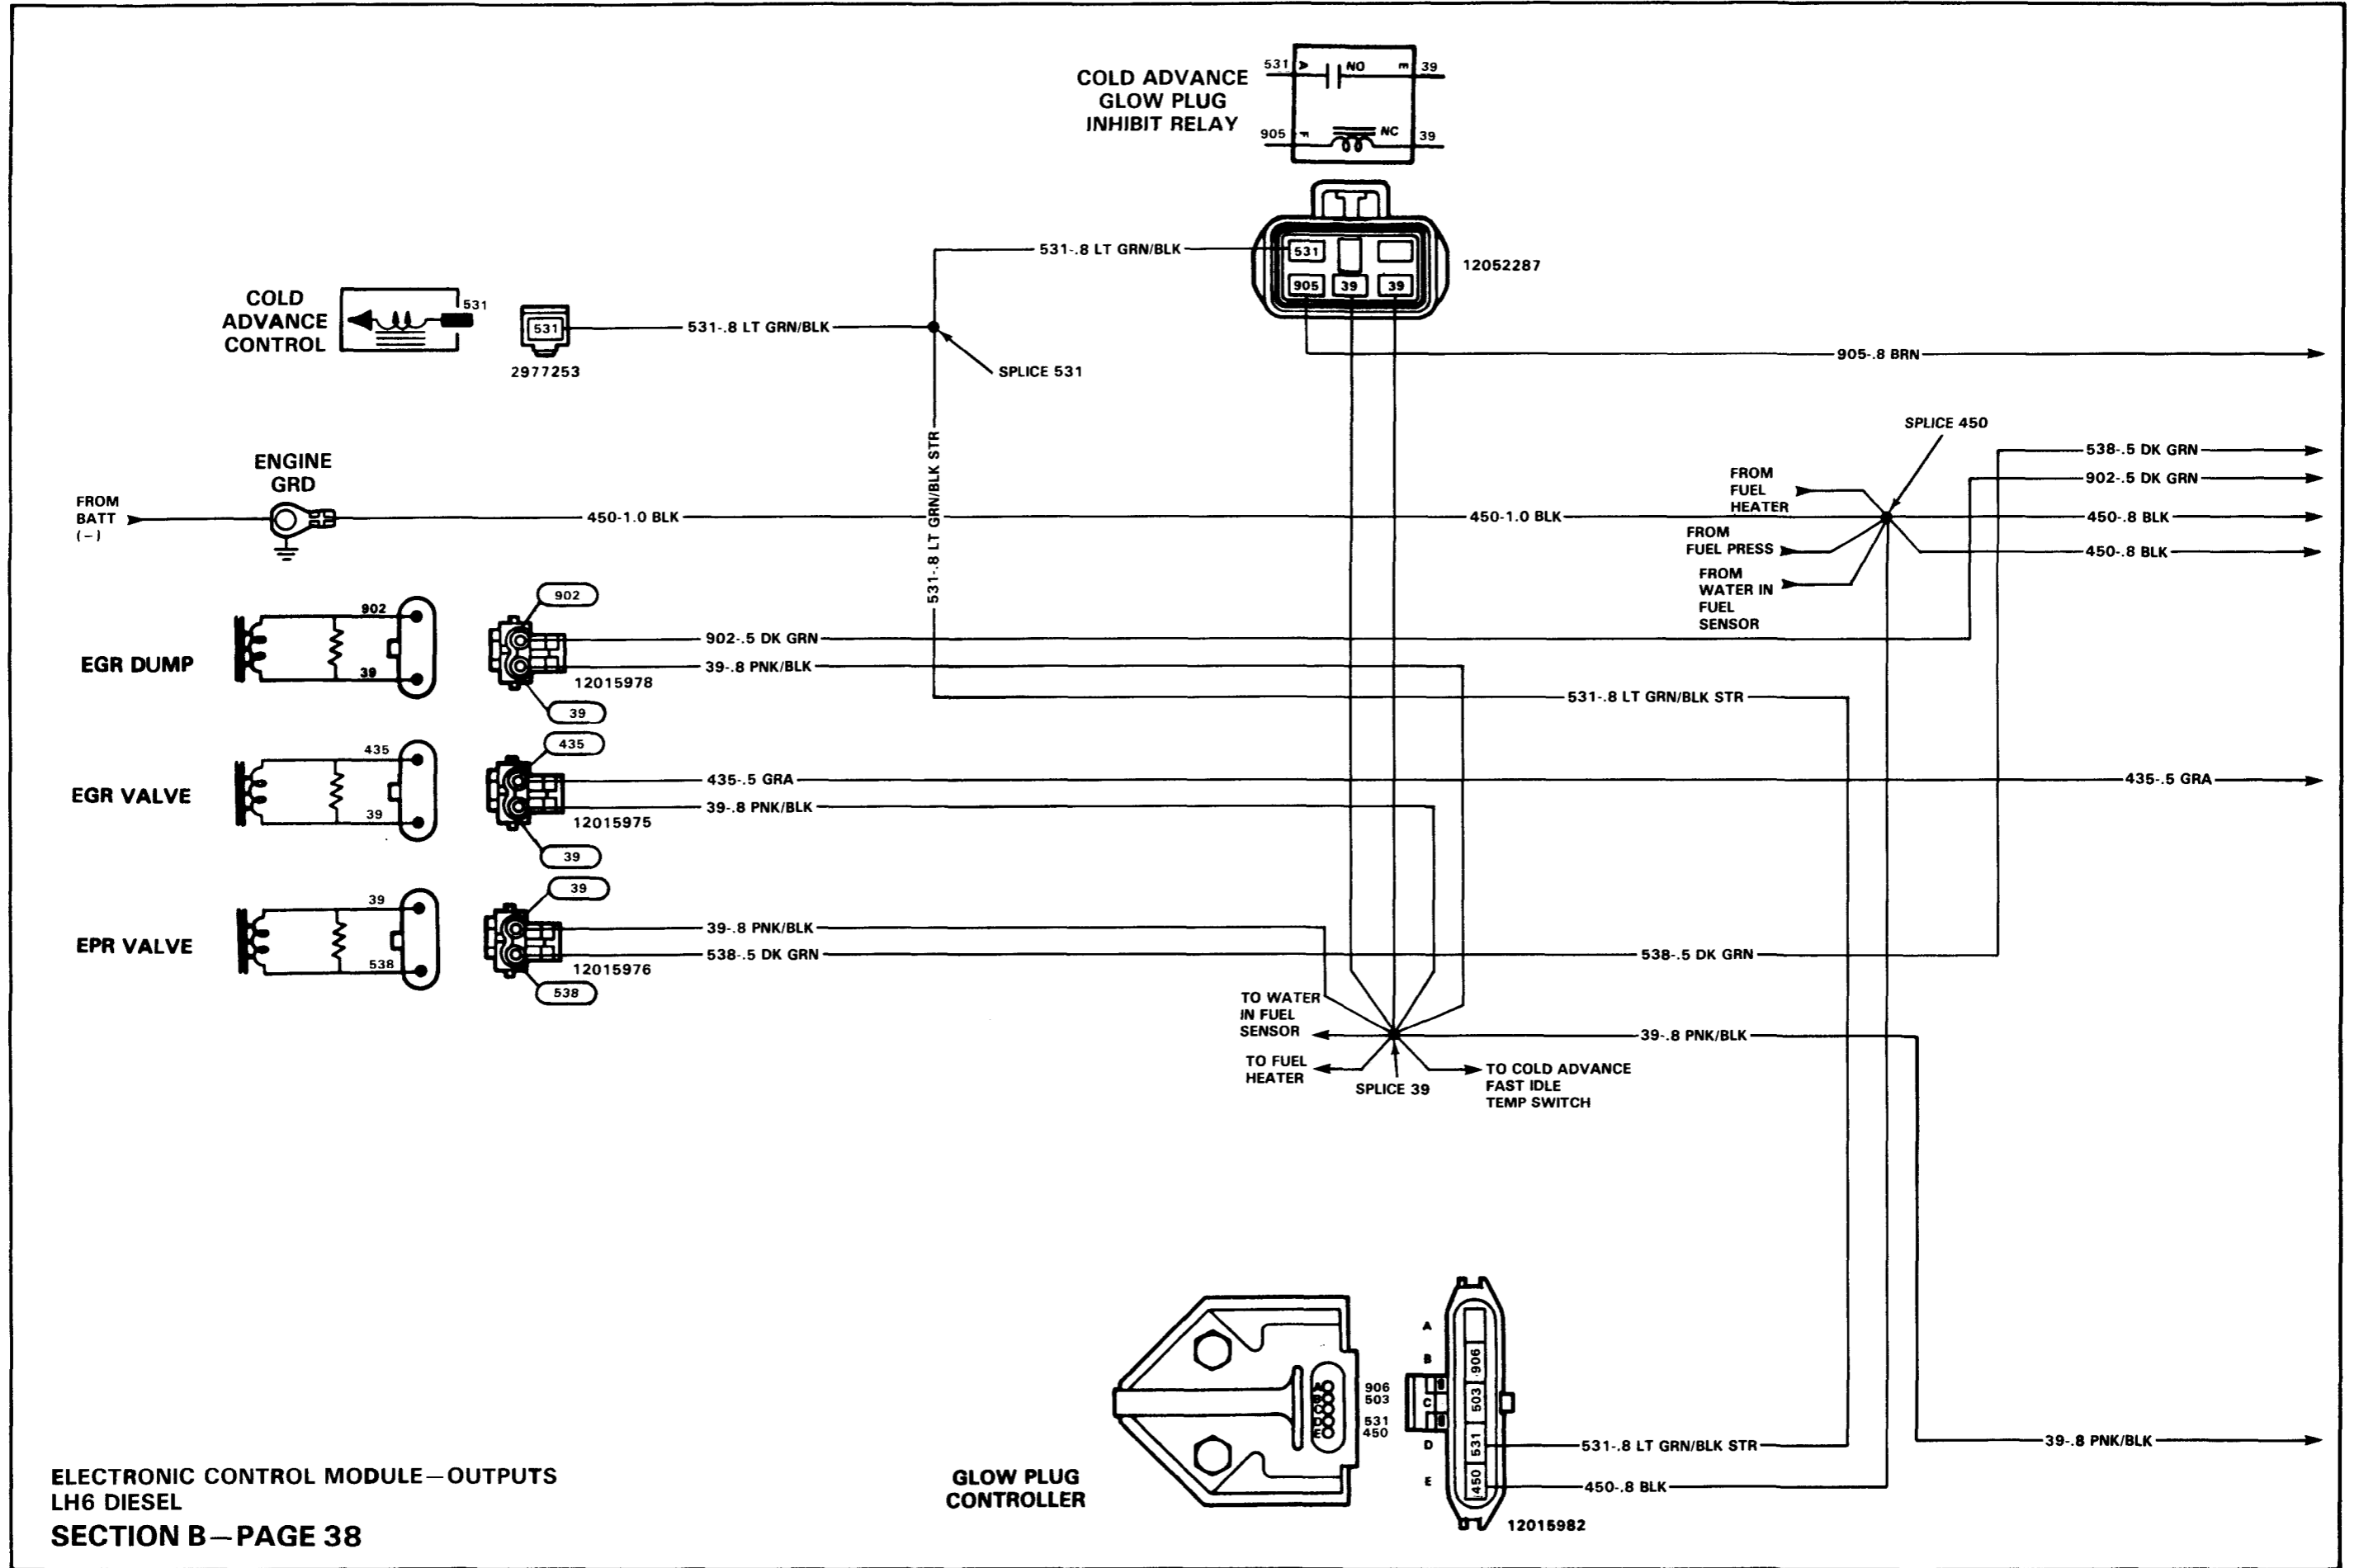 COLD ADVANCE
GLOW PLUG
INHIBIT RELAY
531
A
NO
E
39
905
F
NC
39
531-.8 LT GRN/BLK
531
905
39
39
12052287
COLD
ADVANCE
CONTROL
531
531
2977253
531-.8 LT GRN/BLK
SPLICE 531
905-.8 BRN
531-.8 LT GRN/BLK STR
SPLICE 450
538-.5 DK GRN
902-.5 DK GRN
450-.8 BLK
450-.8 BLK
FROM
FUEL
HEATER
FROM
FUEL PRESS
FROM
WATER IN
FUEL
SENSOR
ENGINE
GRD
FROM
BATT
(-)
450-1.0 BLK
450-1.0 BLK
EGR DUMP
902
39
902
39
12015978
902-.5 DK GRN
39-.8 PNK/BLK
531-.8 LT GRN/BLK STR
EGR VALVE
435
39
435
39
12015975
435-.5 GRA
39-.8 PNK/BLK
435-.5 GRA
EPR VALVE
39
538
39
538
12015976
39-.8 PNK/BLK
538-.5 DK GRN
538-.5 DK GRN
TO WATER
IN FUEL
SENSOR
TO FUEL
HEATER
SPLICE 39
TO COLD ADVANCE
FAST IDLE
TEMP SWITCH
39-.8 PNK/BLK
GLOW PLUG
CONTROLLER
A
B
C
D
E
906
503
531
450
A
B
C
D
E
906
503
531
450
12015982
531-.8 LT GRN/BLK STR
450-.8 BLK
39-.8 PNK/BLK
ELECTRONIC CONTROL MODULE—OUTPUTS
LH6 DIESEL
SECTION B—PAGE 38